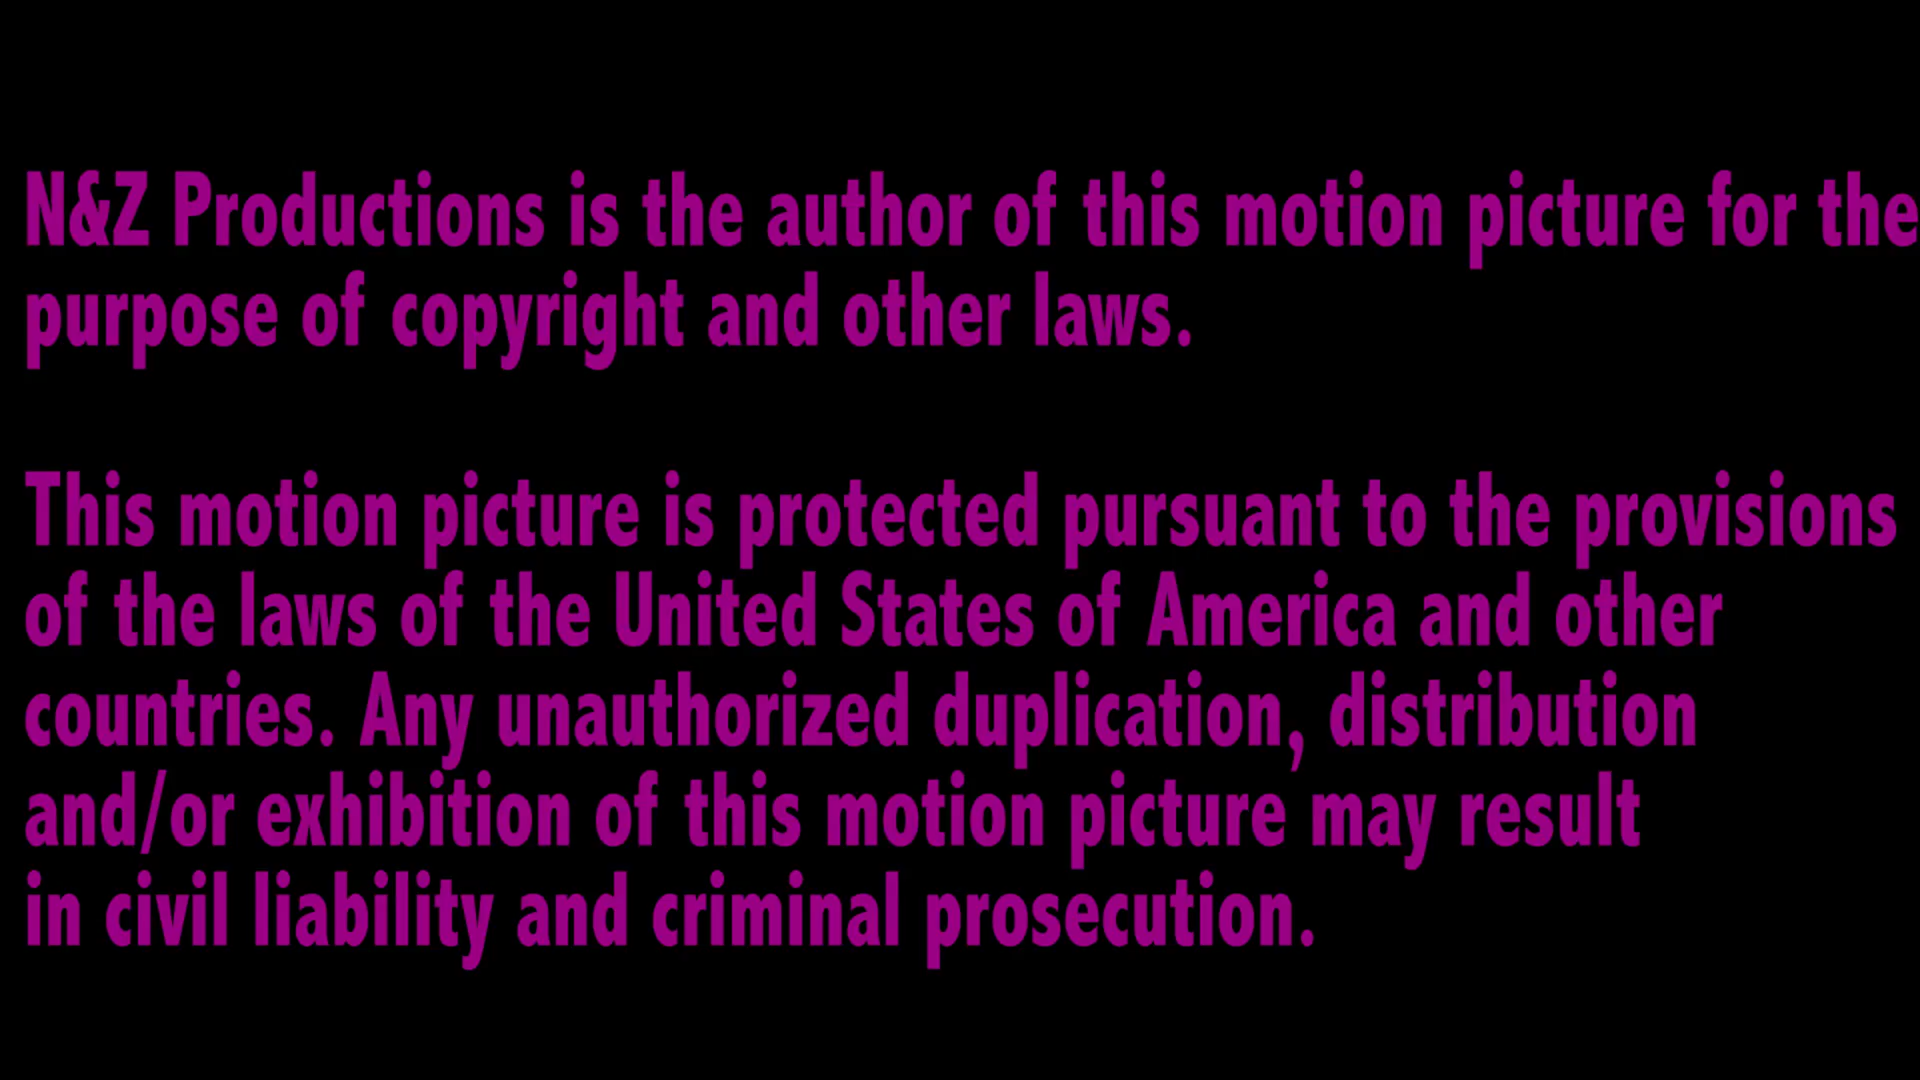 N&Z Productions is the author of this motion picture for the
purpose of copyright and other laws.
This motion picture is protected pursuant to the provisions
of the laws of the United States of America and other
countries. Any unauthorized duplication, distribution
and/or exhibition of this motion picture may result
in civil liability and criminal prosecution.